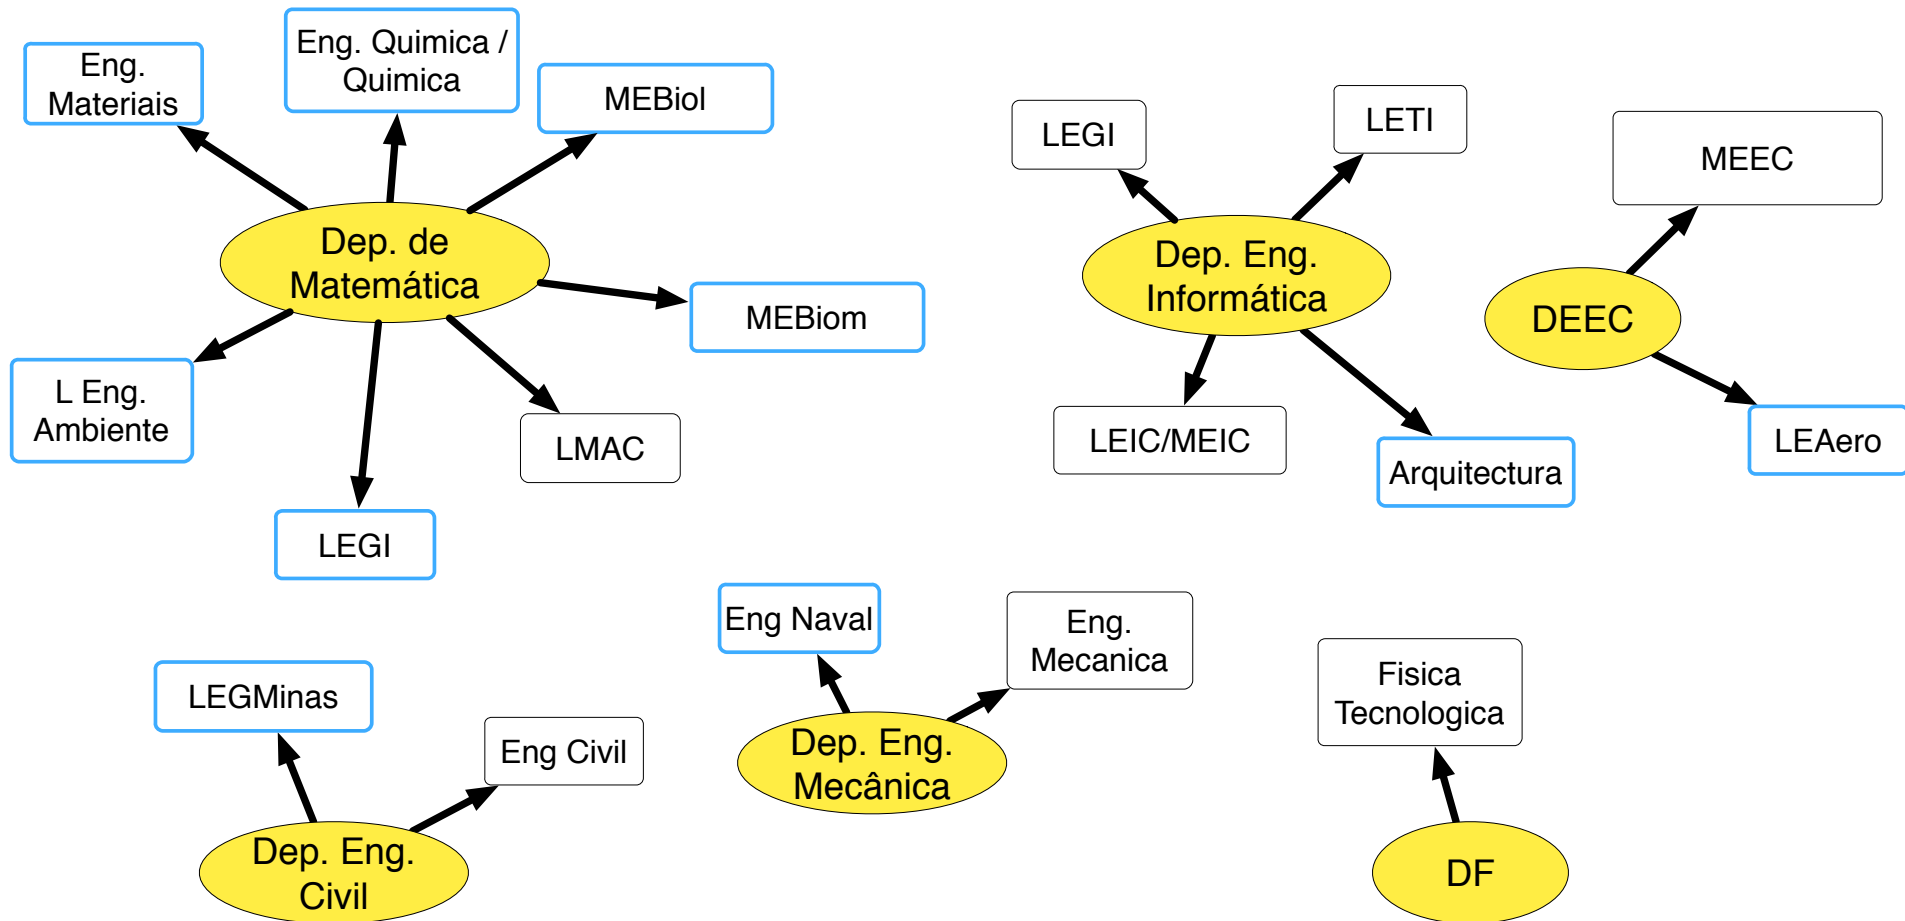 Eng. 
Materiais
Eng. Quimica /
Quimica
MEBiol
Dep. de
Matemática
MEBiom
L Eng.
Ambiente
LMAC
LEGI
LEGI
LETI
MEEC
Dep. Eng.
Informática
DEEC
LEIC/MEIC
Arquitectura
LEAero
Eng Naval
Eng.
Mecanica
LEGMinas
Eng Civil
Dep. Eng.
Mecânica
Fisica
Tecnologica
Dep. Eng.
Civil
DF